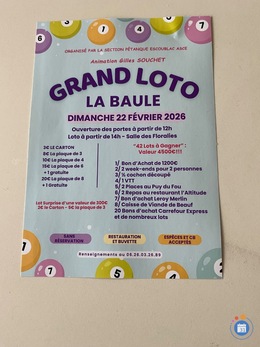 ORGANISÉ PAR LA SECTION PÉTANQUE ESCOUBLAC ASCE
Animation Gilles GOUCHET
GRAND LOTO
LA BAULE
DIMANCHE 22 FÉVRIER 2026
Ouverture des portes à partir de 12h
Loto à partir de 14h - Salle des Floralies
3€ LE CARTON
8€ La plaque de 3
10€ La plaque de 4
15€ La plaque de 6
+ 1 gratuite
20€ La plaque de 8
+ 1 Gratuite
Lot Surprise d'une valeur de 200€
2€ le Carton - 5€ la plaque de 3
"42 Lots à Gagner" :
Valeur 4600€!!!
1/ Bon d'Achat de 1200€
2/ 2 week-ends pour 2 personnes
3/ ½ cochon découpé
4/ 1 VTT
5/ 2 Places au Puy du Fou
6/ 2 Repas au restaurant l'Altitude
7/ Bon d'achat Leroy Merlin
8/ Caisse de Viande de Boeuf
20 Bons d'achat Carrefour Express
et de nombreux lots
SANS
RÉSERVATION
RESTAURATION
ET BUVETTE
ESPÈCES ET CB
ACCEPTÉS
Renseignements au